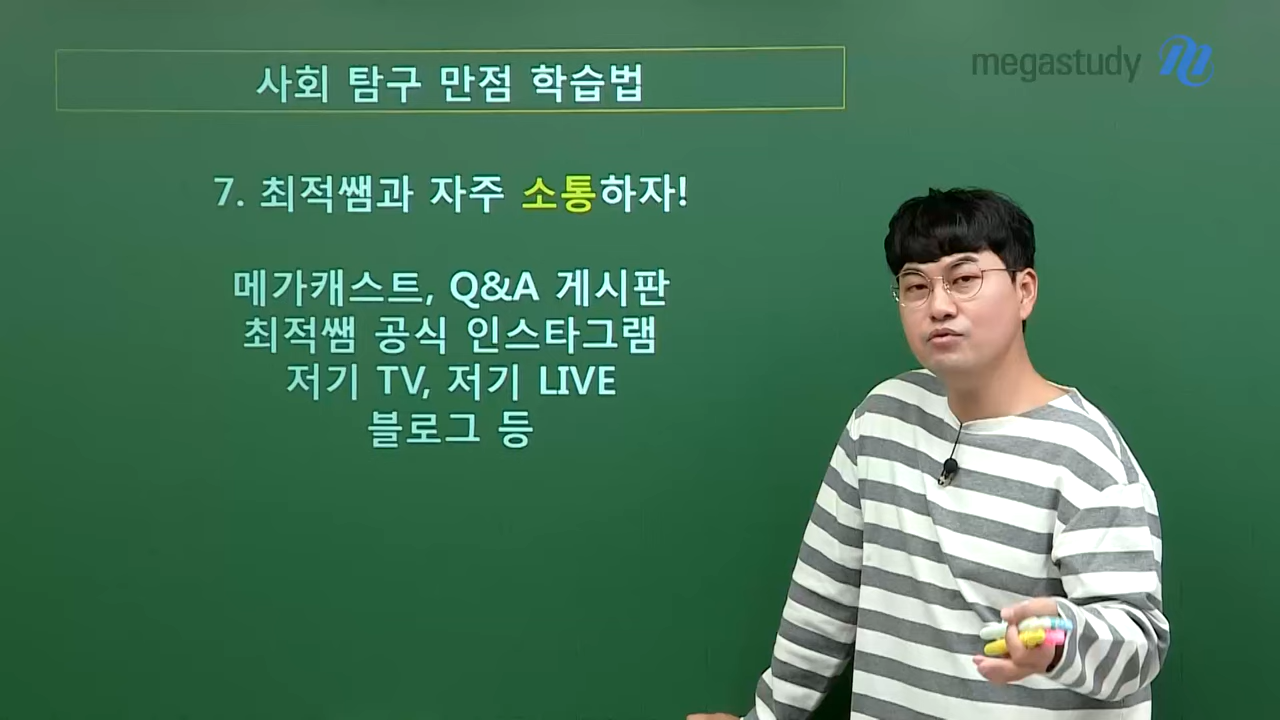 사회 탐구 만점 학습법
megastudy
7. 최적쌤과 자주 소통하자!
메가캐스트, Q&A 게시판
최적쌤 공식 인스타그램
저기 TV, 저기 LIVE
블로그 등